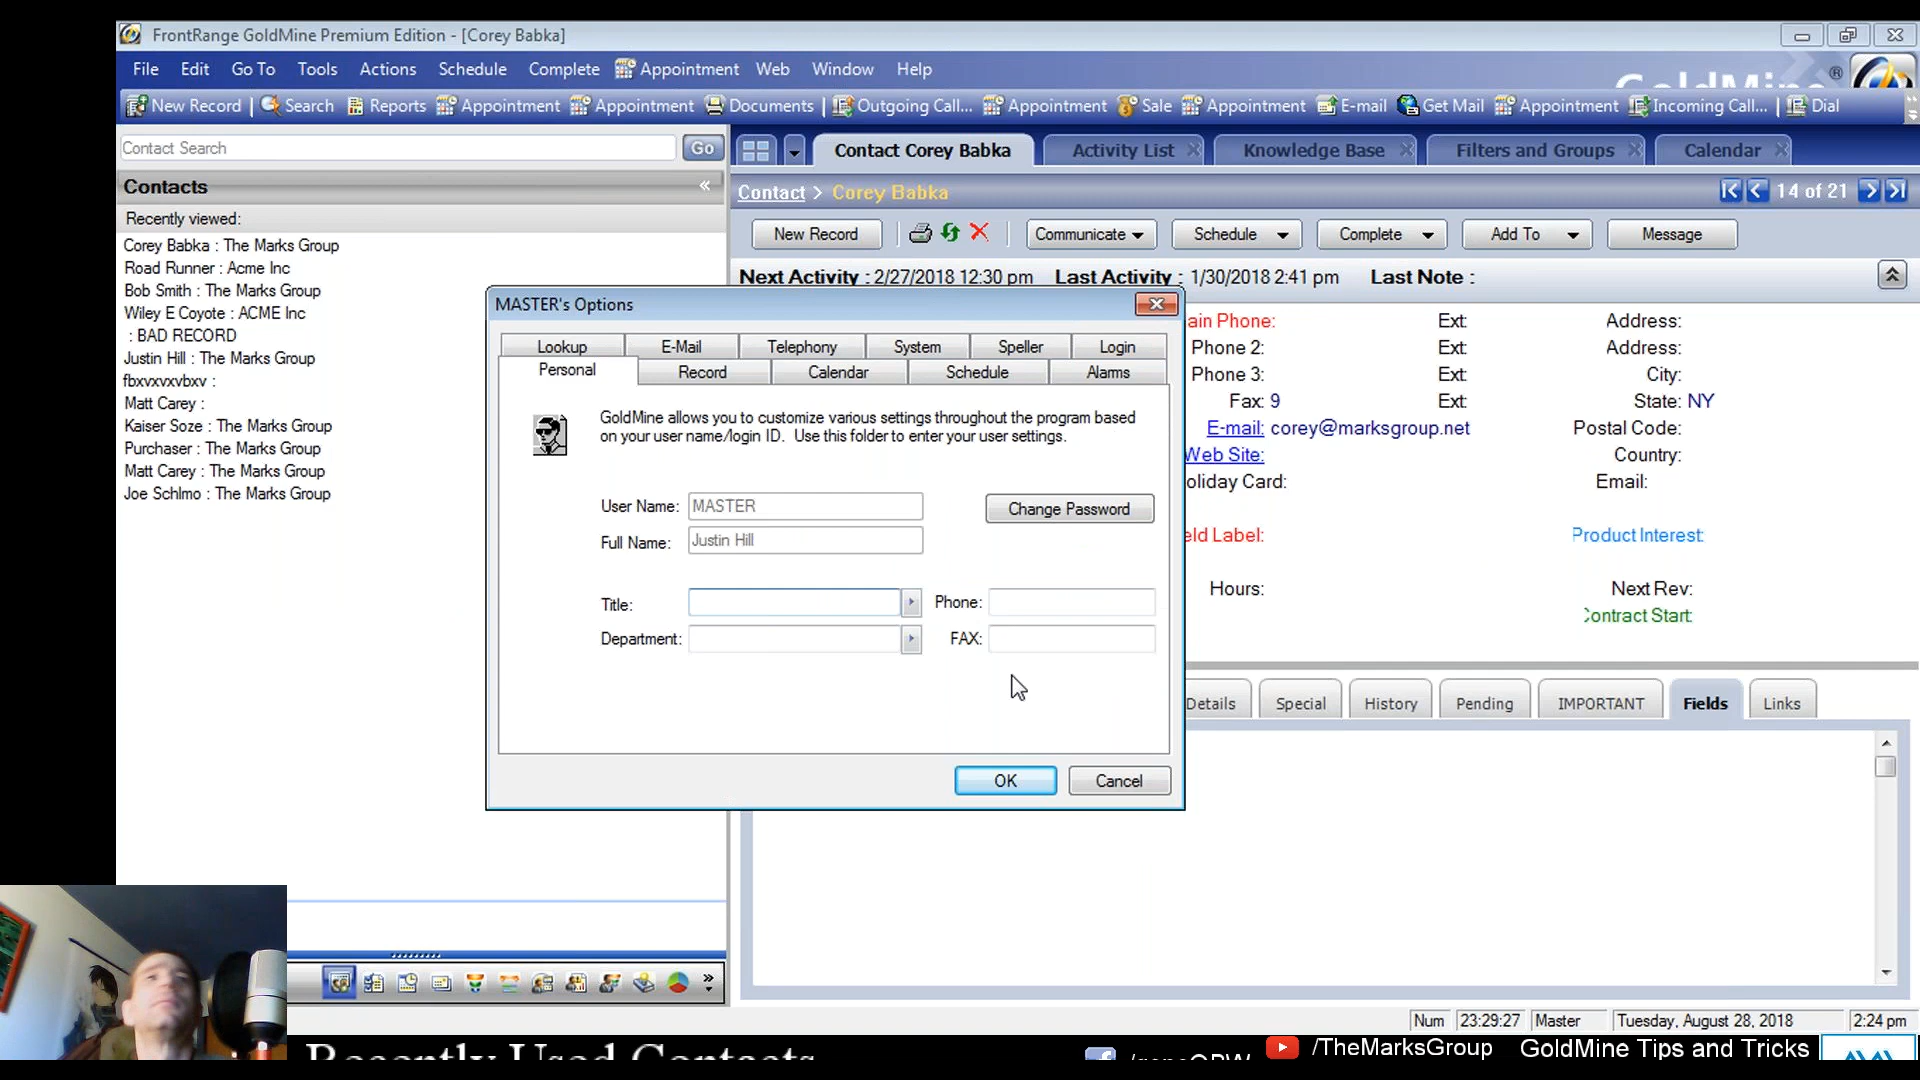 FrontRange GoldMine Premium Edition - [Corey Babka]
File Edit Go To Tools Actions Schedule Complete Appointment Web Window Help
New Record Search Reports Appointment Appointment Documents Outgoing Call... Appointment Sale Appointment E-mail Get Mail Appointment Incoming Call... Dial
Contact Search Go
Contact Corey Babka Activity List Knowledge Base Filters and Groups Calendar
Contacts «
Contact > Corey Babka 14 of 21
Recently viewed:
New Record Communicate Schedule Complete Add To Message
Corey Babka : The Marks Group
Road Runner : Acme Inc
Bob Smith : The Marks Group
Wiley E Coyote : ACME Inc
: BAD RECORD
Justin Hill : The Marks Group
fbxvxvxvbxv :
Matt Carey :
Kaiser Soze : The Marks Group
Purchaser : The Marks Group
Matt Carey : The Marks Group
Joe Schlmo : The Marks Group
Next Activity : 2/27/2018 12:30 pm Last Activity : 1/30/2018 2:41 pm Last Note :
MASTER's Options
Lookup E-Mail Telephony System Speller Login
Personal Record Calendar Schedule Alarms
GoldMine allows you to customize various settings throughout the program based
on your user name/login ID. Use this folder to enter your user settings.
User Name: MASTER Change Password
Full Name: Justin Hill
Title: Phone:
Department: FAX:
OK Cancel
ain Phone: Ext: Address:
Phone 2: Ext: Address:
Phone 3: Ext: City:
Fax: 9 Ext: State: NY
E-mail: corey@marksgroup.net Postal Code:
Web Site: Country:
oliday Card: Email:
eld Label: Product Interest:
Hours: Next Rev:
Contract Start:
Details Special History Pending IMPORTANT Fields Links
Num 23:29:27 Master Tuesday, August 28, 2018 2:24 pm
Recently Used Contacts
/TheMarksGroup GoldMine Tips and Tricks